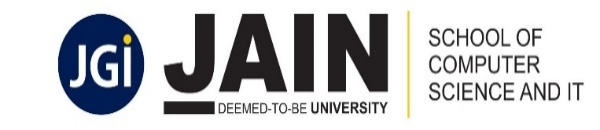 JGi
JAIN
DEEMED-TO-BE UNIVERSITY
SCHOOL OF
COMPUTER
SCIENCE AND IT